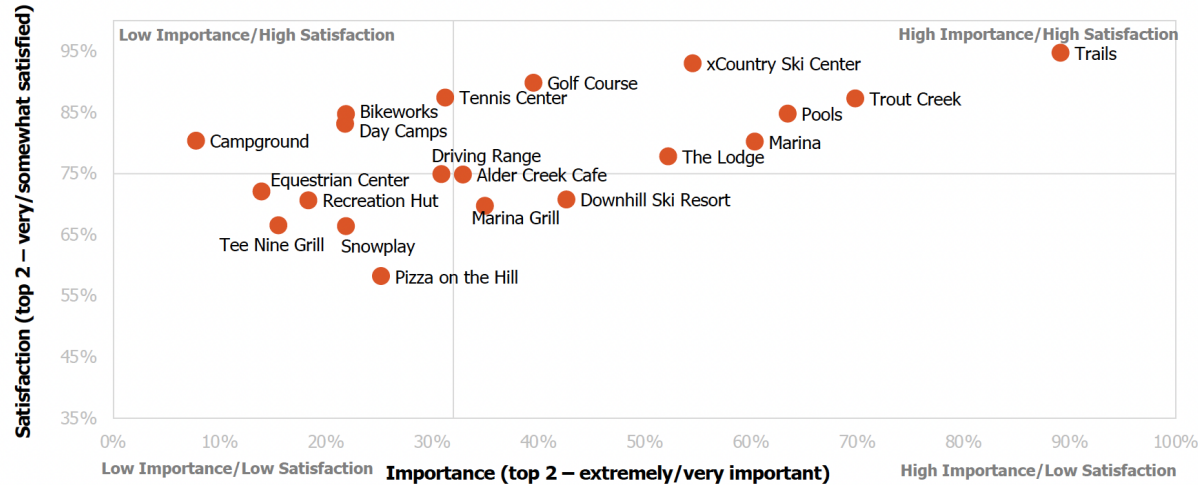 Low Importance/High Satisfaction
High Importance/High Satisfaction
Satisfaction (top 2 – very/somewhat satisfied)
95%
85%
75%
65%
55%
45%
35%
Trails
xCountry Ski Center
Golf Course
Tennis Center
Trout Creek
Bikeworks
Pools
Day Camps
Campground
Marina
Driving Range
The Lodge
Alder Creek Cafe
Equestrian Center
Recreation Hut
Downhill Ski Resort
Marina Grill
Tee Nine Grill
Snowplay
Pizza on the Hill
0%
10%
20%
30%
40%
50%
60%
70%
80%
90%
100%
Low Importance/Low Satisfaction
Importance (top 2 – extremely/very important)
High Importance/Low Satisfaction